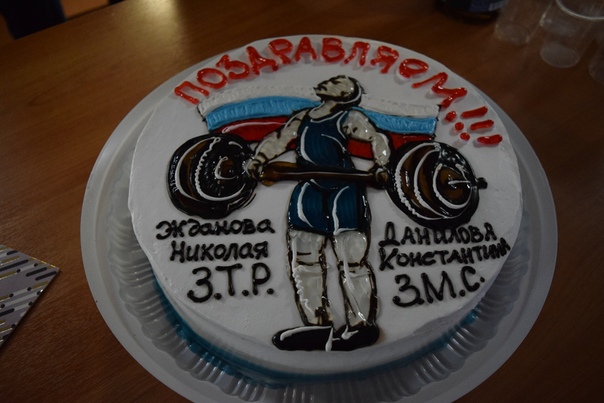 ПОЗДРАВЛЯЕМ!!!
Жданова
Николая
З.Т.Р.
ДАНИЛОВА
Константина
З.М.С.